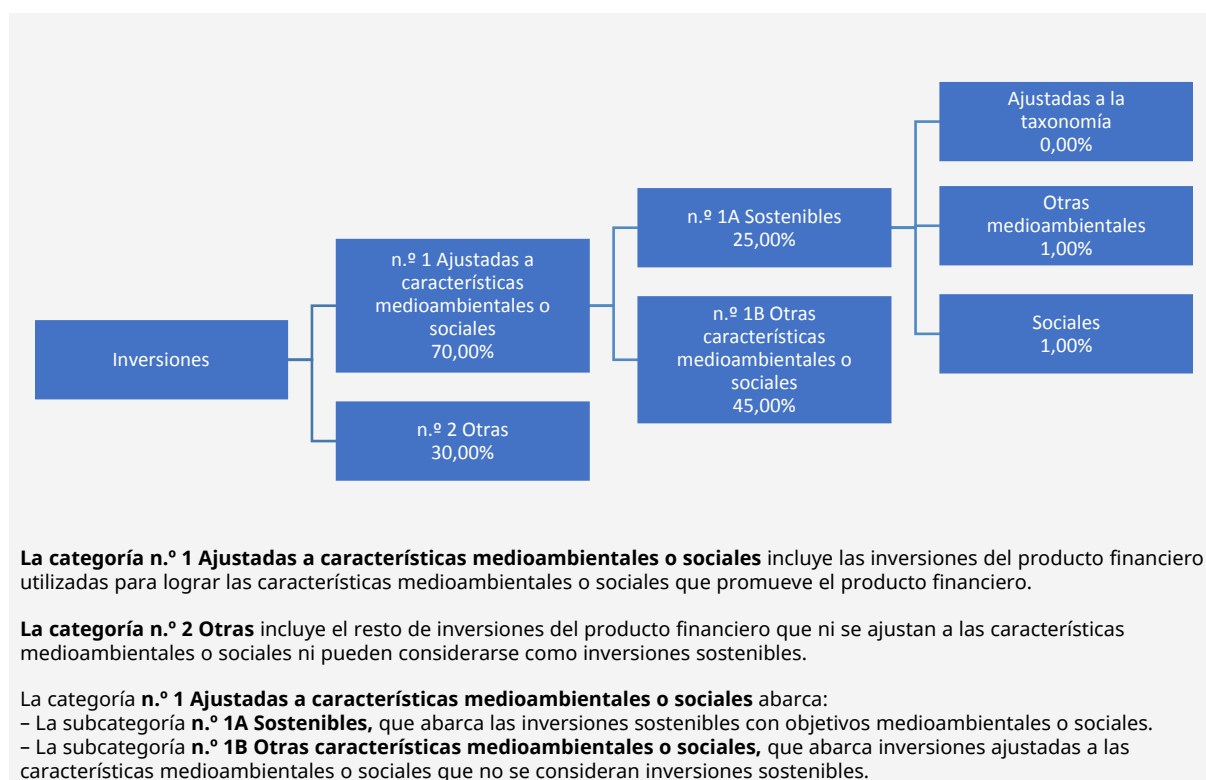 Inversiones
n.º 1 Ajustadas a
características
medioambientales o
sociales
70,00%
n.º 2 Otras
30,00%
n.º 1A Sostenibles
25,00%
n.º 1B Otras
características
medioambientales o
sociales
45,00%
Ajustadas a la
taxonomía
0,00%
Otras
medioambientales
1,00%
Sociales
1,00%
La categoría n.º 1 Ajustadas a características medioambientales o sociales incluye las inversiones del producto financiero
utilizadas para lograr las características medioambientales o sociales que promueve el producto financiero.
La categoría n.º 2 Otras incluye el resto de inversiones del producto financiero que ni se ajustan a las características
medioambientales o sociales ni pueden considerarse como inversiones sostenibles.
La categoría n.º 1 Ajustadas a características medioambientales o sociales abarca:
– La subcategoría n.º 1A Sostenibles, que abarca las inversiones sostenibles con objetivos medioambientales o sociales.
– La subcategoría n.º 1B Otras características medioambientales o sociales, que abarca inversiones ajustadas a las
características medioambientales o sociales que no se consideran inversiones sostenibles.